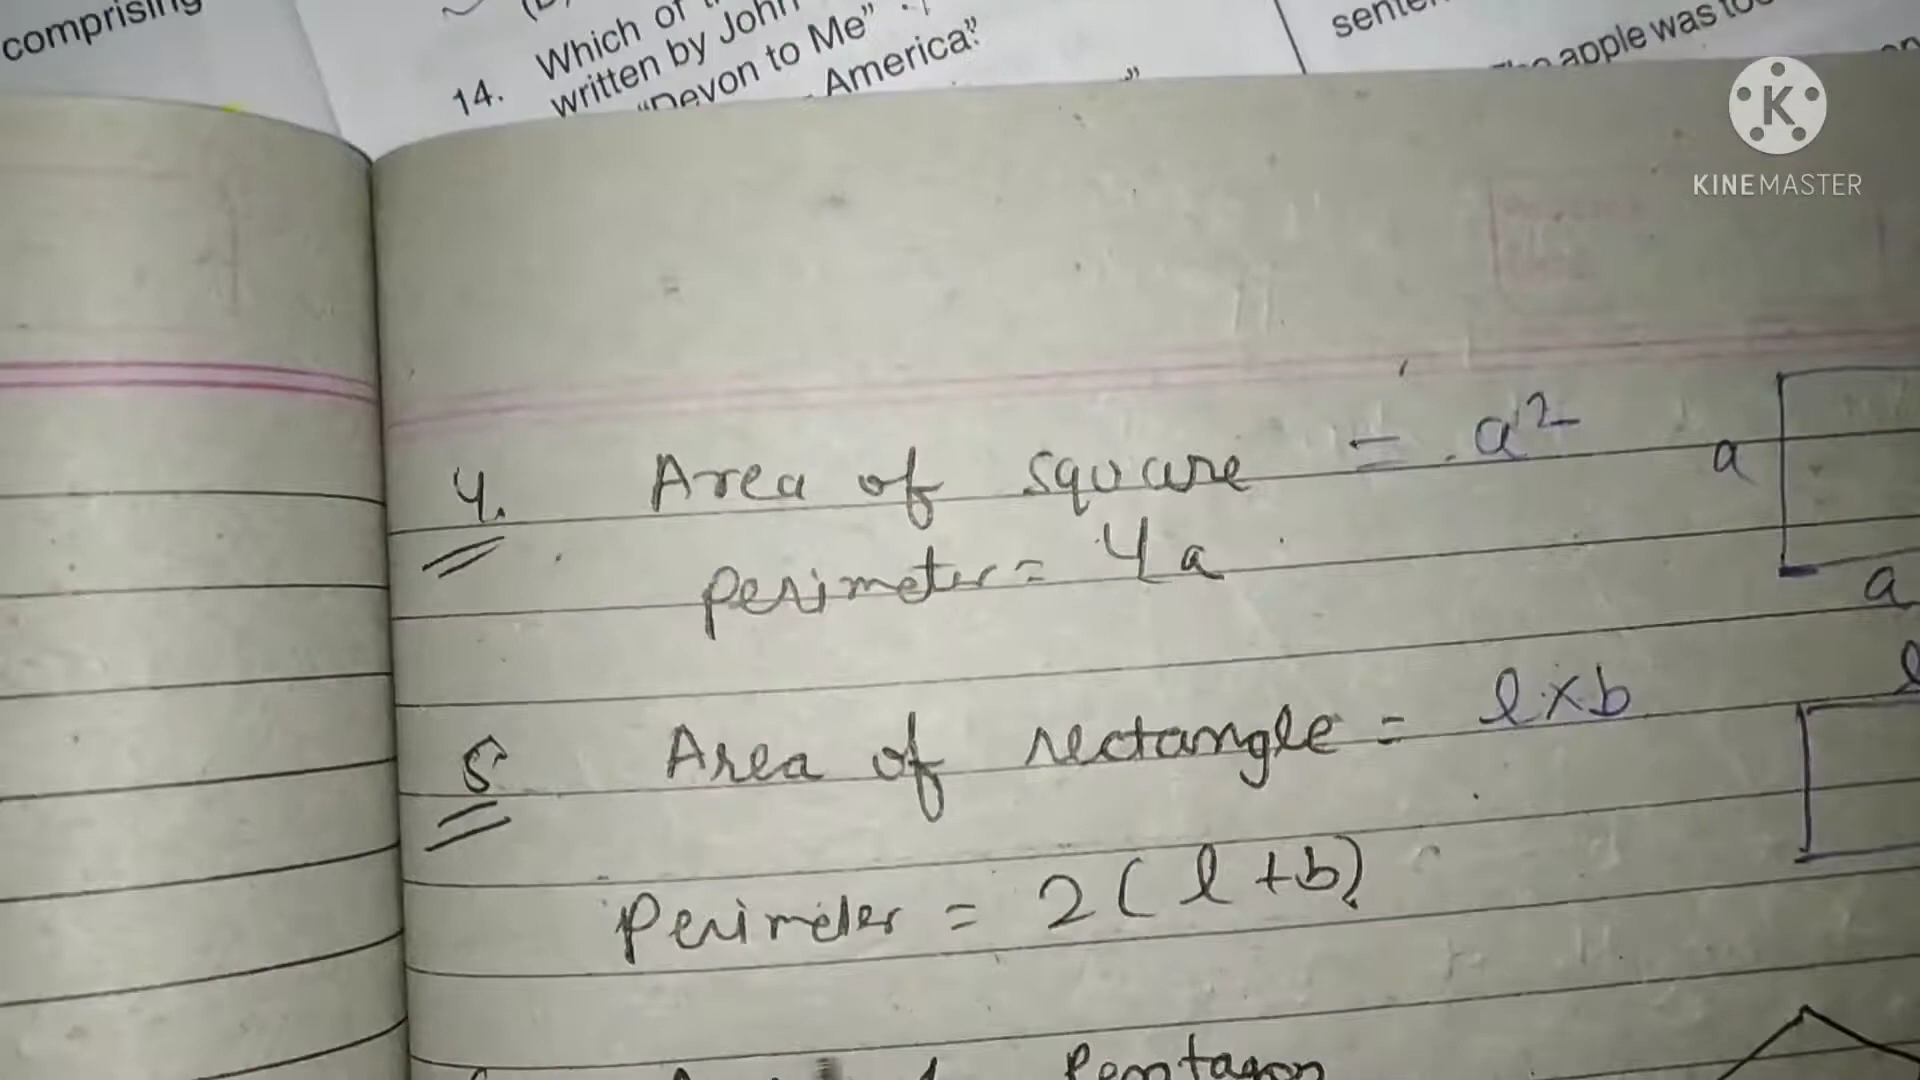 comprising
14. Which of
written by John
"Devon to Me"
America."
sente
apple was too
K
KINEMASTER
4. Area of square = a² a
perimeter = 4a
a
5 Area of rectangle = l×b
l
Perimeter = 2(l+b)
Pentagon